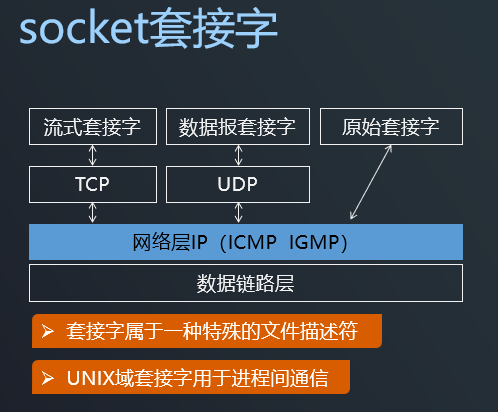 socket套接字
流式套接字
数据报套接字
原始套接字
TCP
UDP
网络层IP（ICMP IGMP）
数据链路层
➢ 套接字属于一种特殊的文件描述符
➢ UNIX域套接字用于进程间通信